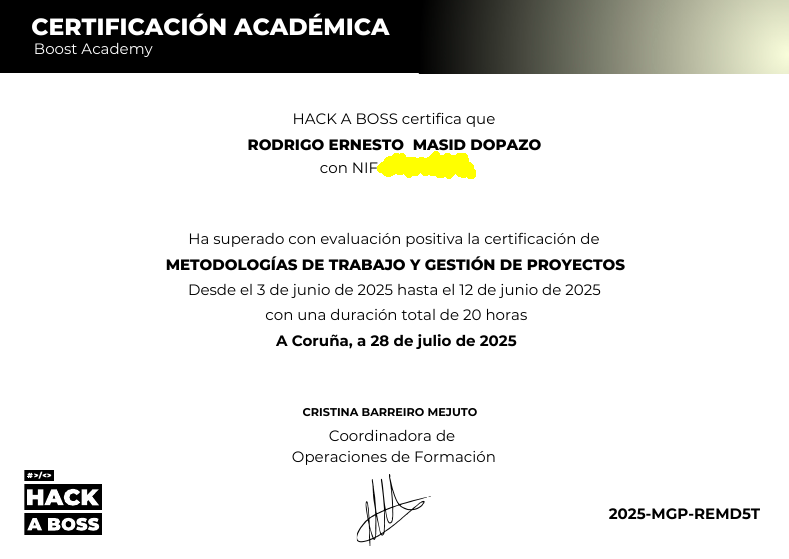 CERTIFICACIÓN ACADÉMICA
Boost Academy
HACK A BOSS certifica que
RODRIGO ERNESTO MASID DOPAZO
con NIF
Ha superado con evaluación positiva la certificación de
METODOLOGÍAS DE TRABAJO Y GESTIÓN DE PROYECTOS
Desde el 3 de junio de 2025 hasta el 12 de junio de 2025
con una duración total de 20 horas
A Coruña, a 28 de julio de 2025
CRISTINA BARREIRO MEJUTO
Coordinadora de
Operaciones de Formación
#>/<>
HACK
A BOSS
2025-MGP-REMD5T